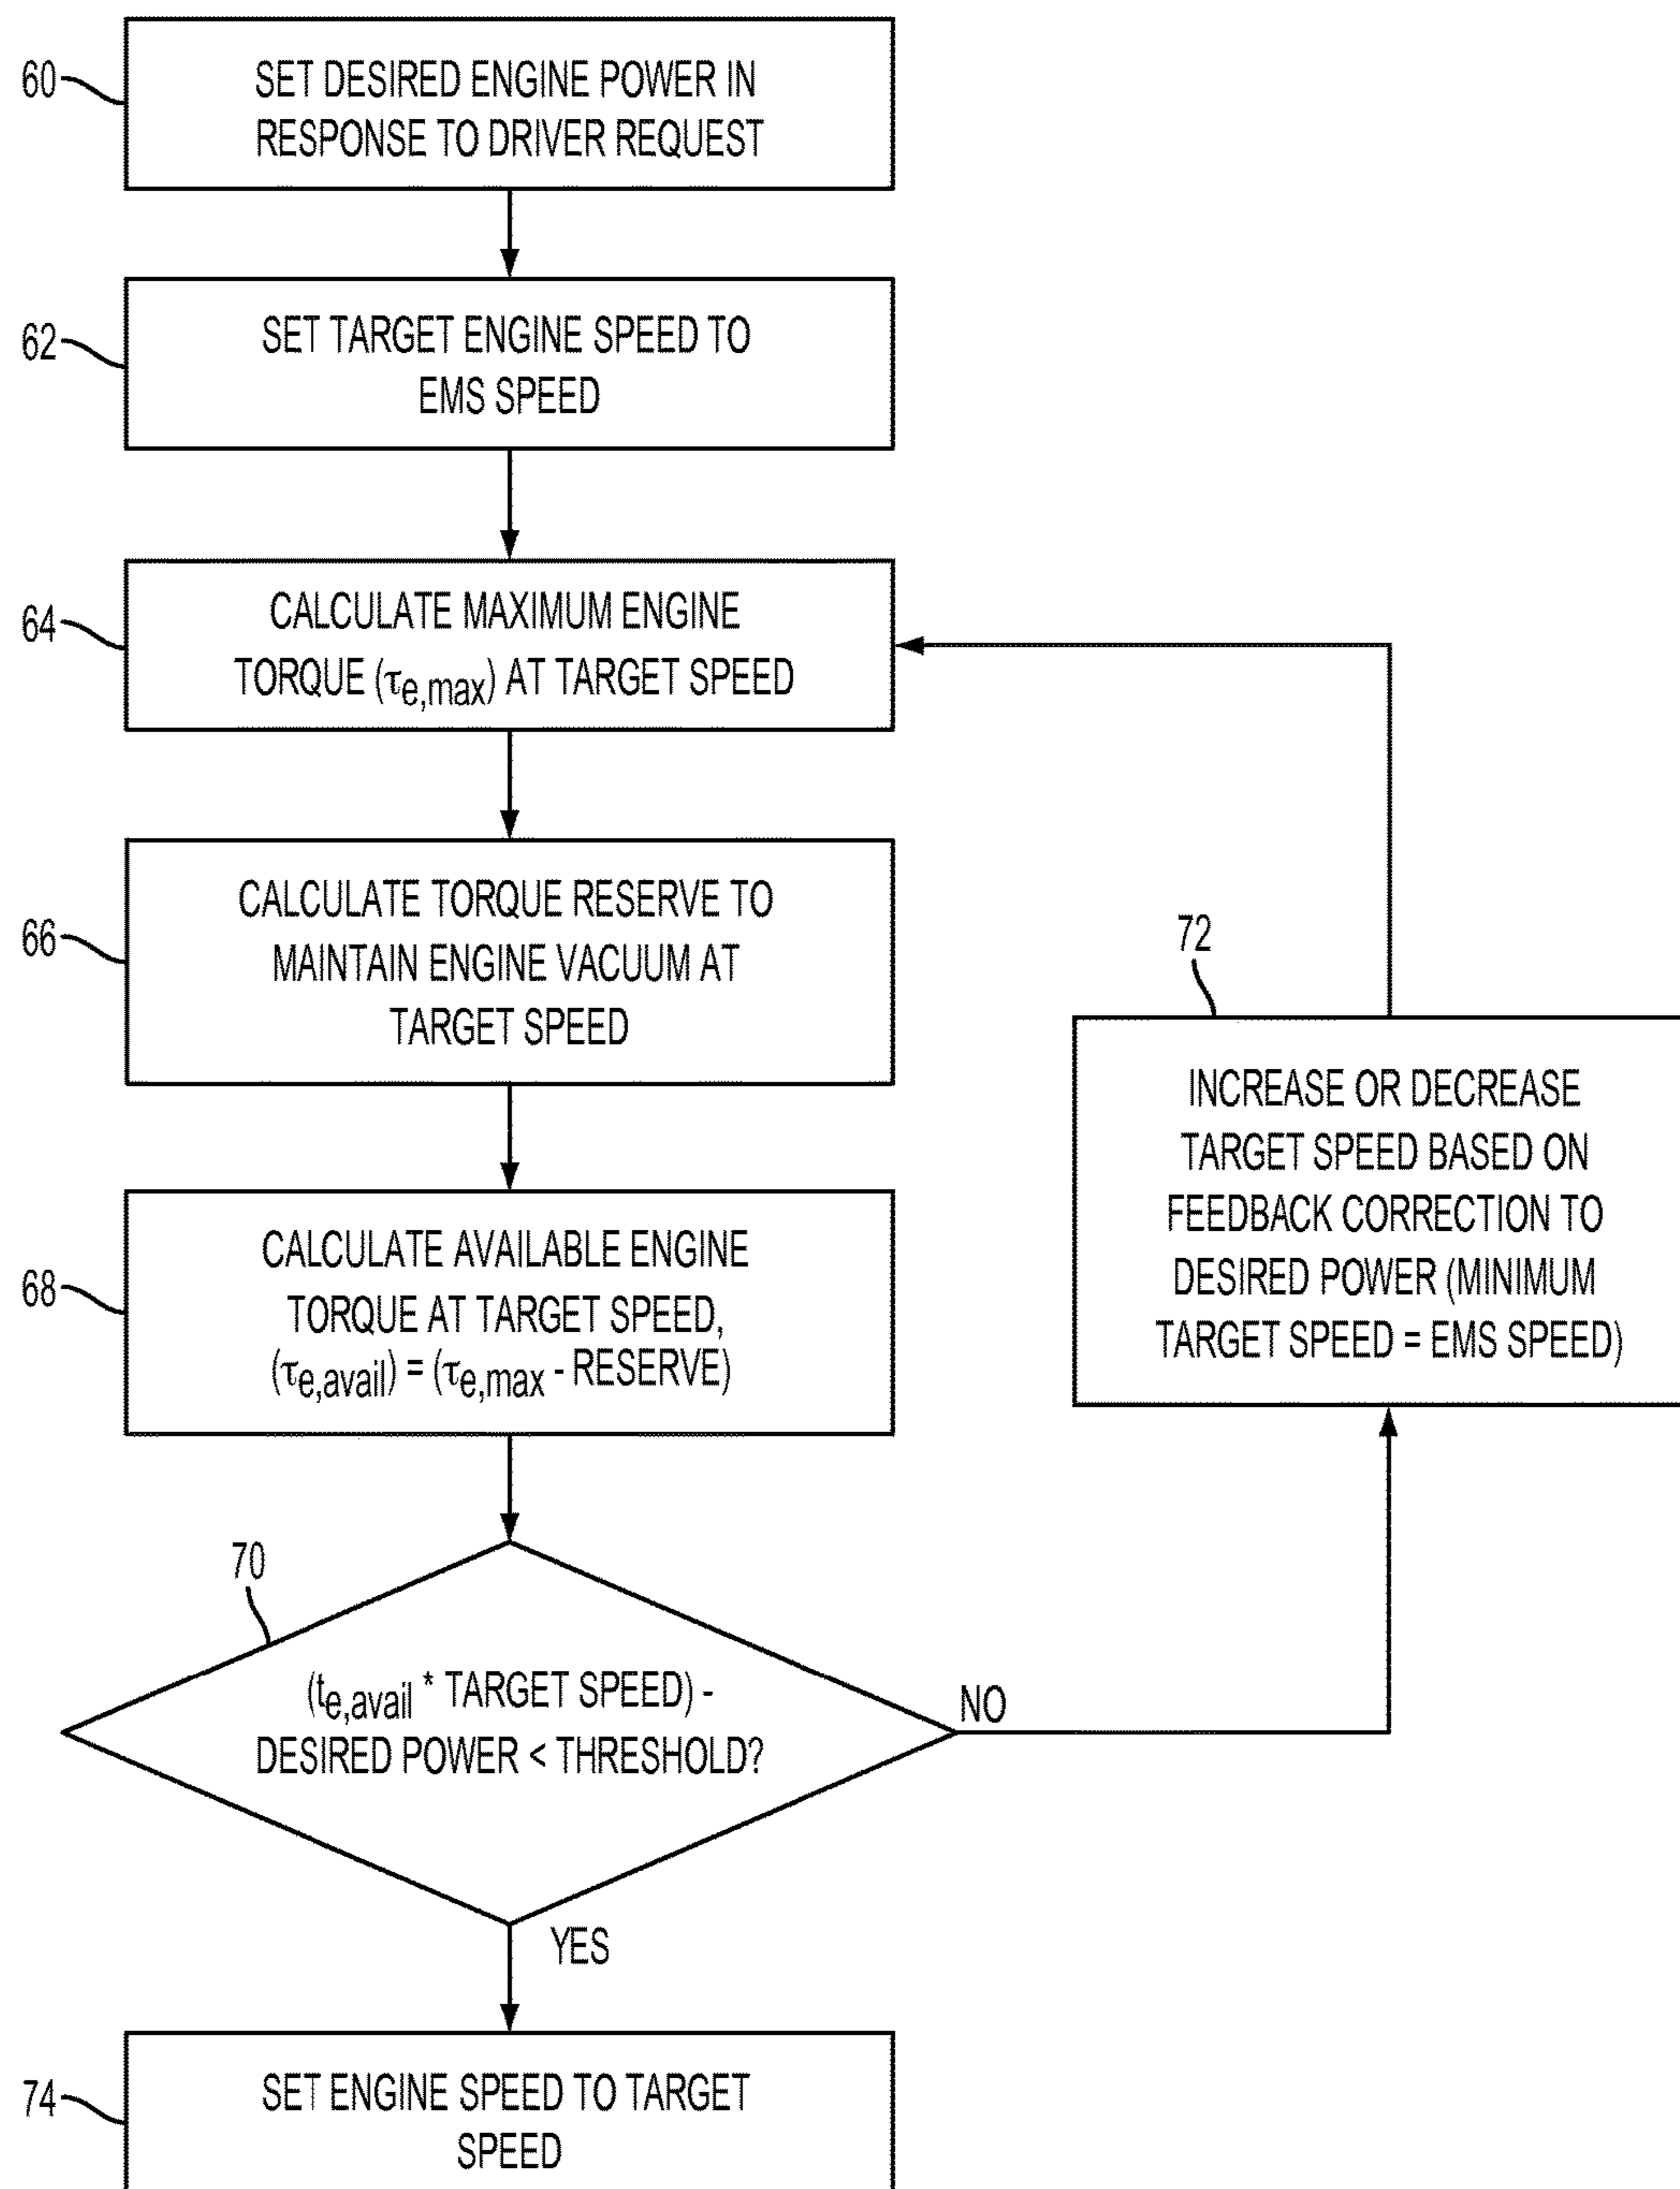 60
SET DESIRED ENGINE POWER IN
RESPONSE TO DRIVER REQUEST
62
SET TARGET ENGINE SPEED TO
EMS SPEED
64
CALCULATE MAXIMUM ENGINE
TORQUE (τe,max) AT TARGET SPEED
66
CALCULATE TORQUE RESERVE TO
MAINTAIN ENGINE VACUUM AT
TARGET SPEED
72
INCREASE OR DECREASE
TARGET SPEED BASED ON
FEEDBACK CORRECTION TO
DESIRED POWER (MINIMUM
TARGET SPEED = EMS SPEED)
68
CALCULATE AVAILABLE ENGINE
TORQUE AT TARGET SPEED,
(τe,avail) = (τe,max - RESERVE)
70
(te,avail * TARGET SPEED) -
DESIRED POWER < THRESHOLD?
NO
YES
74
SET ENGINE SPEED TO TARGET
SPEED